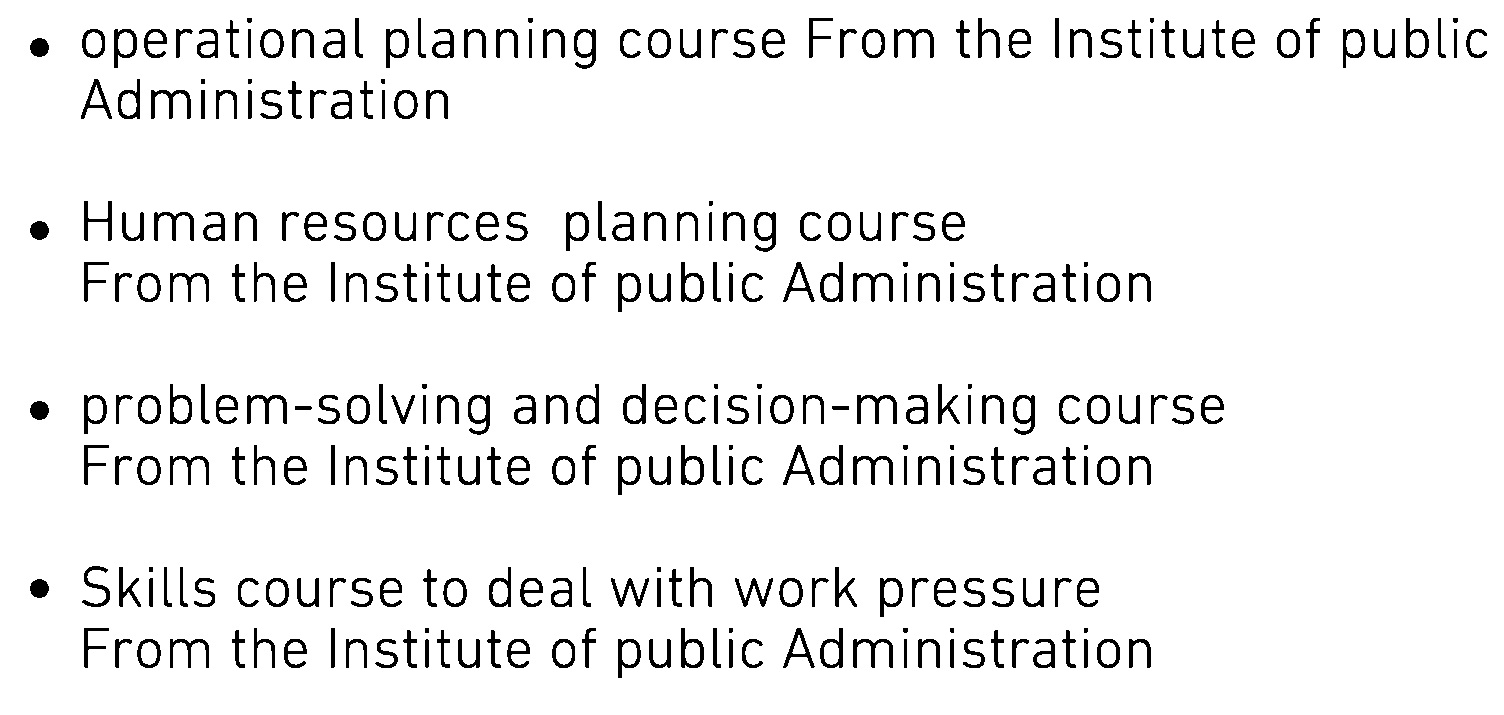 • operational planning course From the Institute of public
Administration
• Human resources  planning course
From the Institute of public Administration
• problem-solving and decision-making course
From the Institute of public Administration
• Skills course to deal with work pressure
From the Institute of public Administration